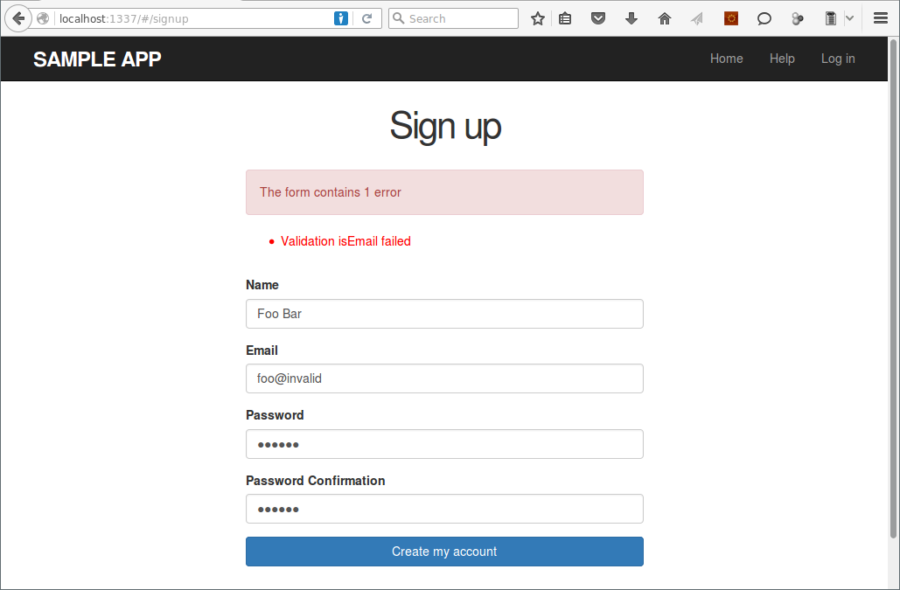 localhost:1337/#/signup
Search
SAMPLE APP
Home Help Log in
Sign up
The form contains 1 error
• Validation isEmail failed
Name
Foo Bar
Email
foo@invalid
Password
••••••
Password Confirmation
••••••
Create my account